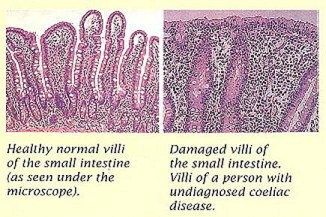 Healthy normal villi
of the small intestine
(as seen under the
microscope).
Damaged villi of
the small intestine.
Villi of a person with
undiagnosed coeliac
disease.